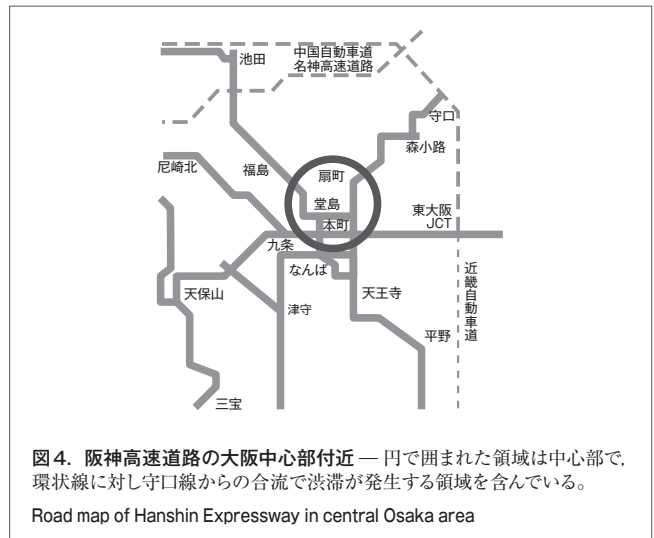 池田
中国自動車道
名神高速道路
守口
森小路
尼崎北
福島
扇町
堂島
本町
東大阪
JCT
九条
なんば
近畿自動車道
天保山
津守
天王寺
平野
三宝
図4. 阪神高速道路の大阪中心部付近 — 円で囲まれた領域は中心部で,
環状線に対し守口線からの合流で渋滞が発生する領域を含んでいる。
Road map of Hanshin Expressway in central Osaka area